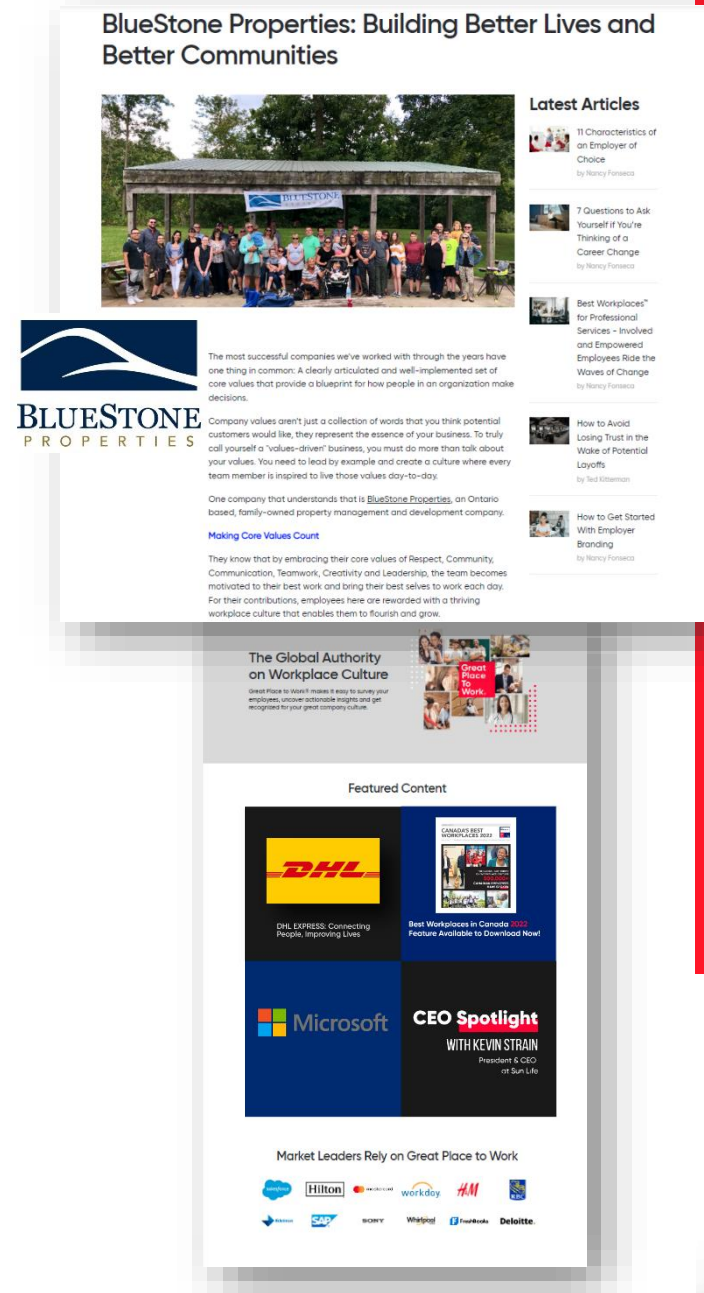 BlueStone Properties: Building Better Lives and
Better Communities
BLUESTONE
PROPERTIES
The most successful companies we've worked with through the years have
one thing in common: A clearly articulated and well-implemented set of
core values that provide a blueprint for how people in an organization make
decisions.
Company values aren't just a collection of words that you think potential
customers would like, they represent the essence of your business. To truly
call yourself a "values-driven" business, you must do more than talk about
your values. You need to lead by example and create a culture where every
team member is inspired to live those values day-to-day.
One company that understands that is BlueStone Properties, an Ontario
based, family-owned property management and development company.
Making Core Values Count
They know that by embracing their core values of Respect, Community,
Communication, Teamwork, Creativity and Leadership, the team becomes
motivated to their best work and bring their best selves to work each day.
For their contributions, employees here are rewarded with a thriving
workplace culture that enables them to flourish and grow.
BLUESTONE
PROPERTIES
Latest Articles
11 Characteristics of
an Employer of
Choice
by Nancy Fonseca
7 Questions to Ask
Yourself if You're
Thinking of a
Career Change
by Nancy Fonseca
Best Workplaces™
for Professional
Services – Involved
and Empowered
Employees Ride the
Waves of Change
by Nancy Fonseca
How to Avoid
Losing Trust in the
Wake of Potential
Layoffs
by Ted Kitterman
How to Get Started
With Employer
Branding
by Nancy Fonseca
The Global Authority
on Workplace Culture
Great Place to Work® makes it easy to survey your
employees, uncover actionable insights and get
recognized for your great company culture.
Great
Place
To
Work.
Featured Content
DHL
DHL EXPRESS: Connecting
People, Improving Lives
CANADA'S BEST
WORKPLACES 2022
Best Workplaces in Canada 2022
Feature Available to Download Now!
Microsoft
CEO Spotlight
WITH KEVIN STRAIN
President & CEO
at Sun Life
Market Leaders Rely on Great Place to Work
salesforce
Hilton
mastercard
workday.
H&M
RBC
SAP
SONY
Whirlpool
FreshBooks
Deloitte.